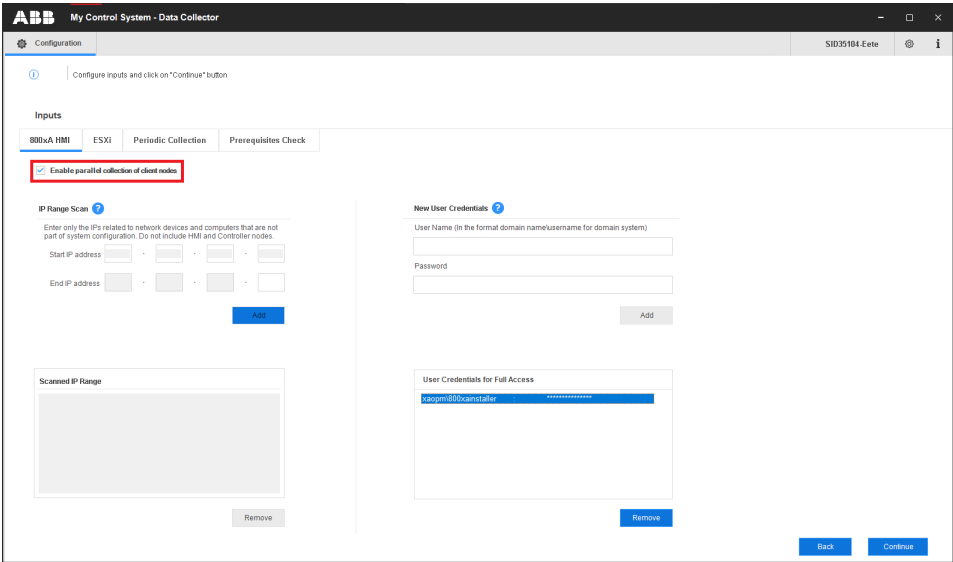 ABB My Control System - Data Collector
Configuration
SID35104-Eete
i
Configure inputs and click on "Continue" button
Inputs
800xA HMI ESXi Periodic Collection Prerequisites Check
Enable parallel collection of client nodes
IP Range Scan ?
Enter only the IPs related to network devices and computers that are not
part of system configuration. Do not include HMI and Controller nodes.
Start IP address . . .
End IP address . . .
Add
Scanned IP Range
Remove
New User Credentials ?
User Name (In the format domain name\username for domain system)
Password
Add
User Credentials for Full Access
xaopm\800xainstaller : ***************
Remove
Back Continue